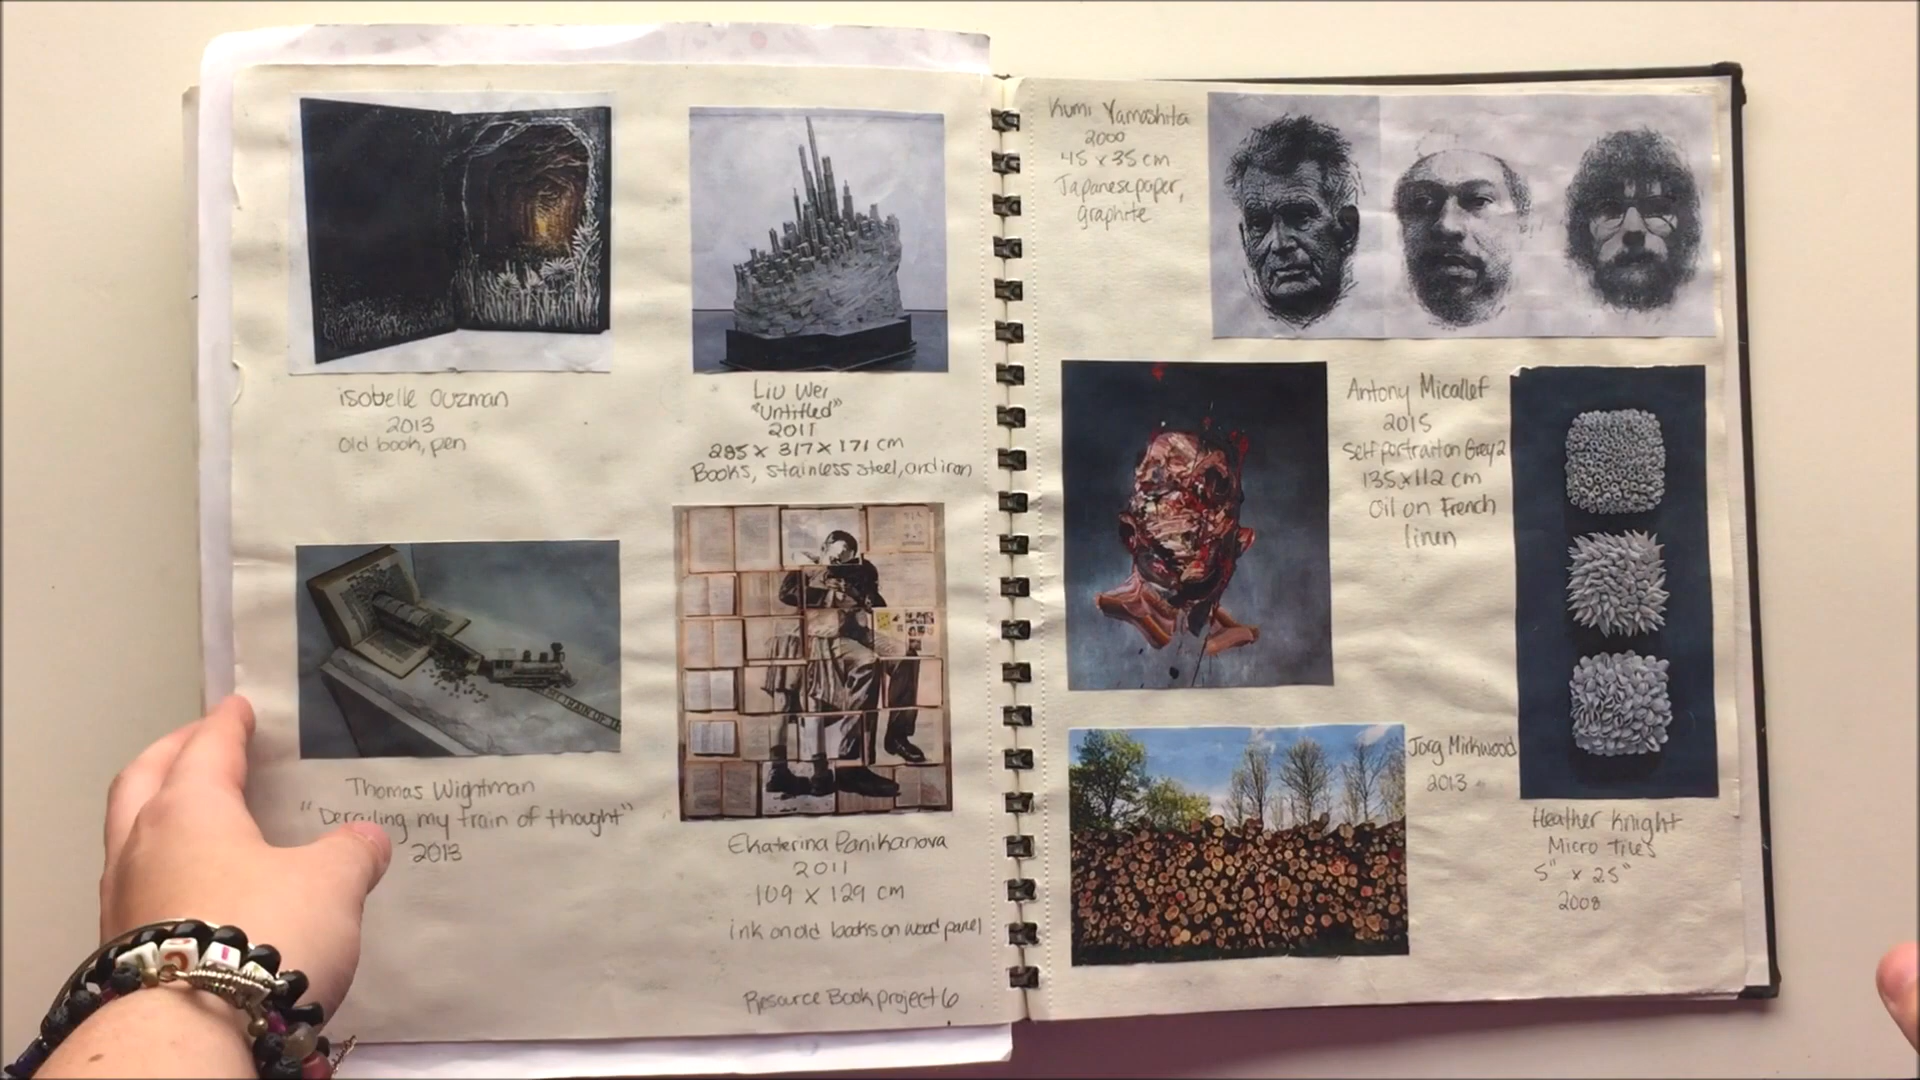 isobelle Ouzman
2013
Old book, pen
Liu Wei
"Untitled"
2011
285 x 317 x 171 cm
Books, stainless steel, and iron
Thomas Wightman
"Derailing my train of thought"
2013
MY TRAIN OF
Ekaterina Panikanova
2011
109 x 129 cm
ink on old books on wood panel
Resource Book project 6
Kumi Yamashita
2000
45 x 35 cm
Japanese paper,
graphite
Antony Micallef
2015
Self portrait on Grey 2
135 x 112 cm
Oil on French
linen
Jorg Mirkwood
2013
Heather Knight
Micro tiles
5" x 25"
2008